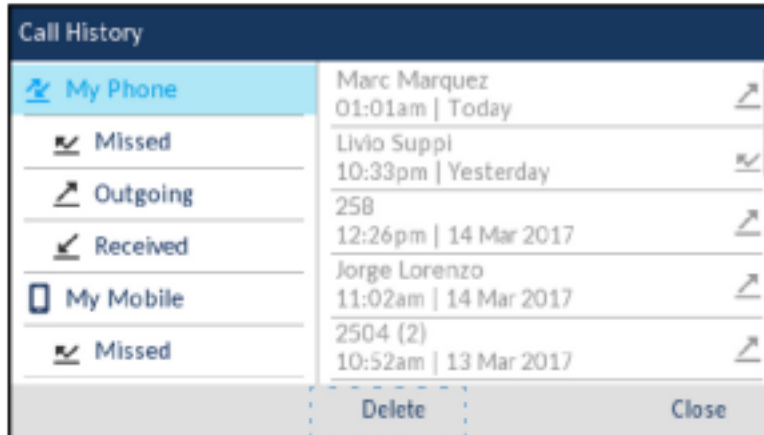 Call History
My Phone
Missed
Outgoing
Received
My Mobile
Missed
Marc Marquez
01:01am | Today
Livio Suppi
10:33pm | Yesterday
258
12:26pm | 14 Mar 2017
Jorge Lorenzo
11:02am | 14 Mar 2017
2504 (2)
10:52am | 13 Mar 2017
Delete
Close